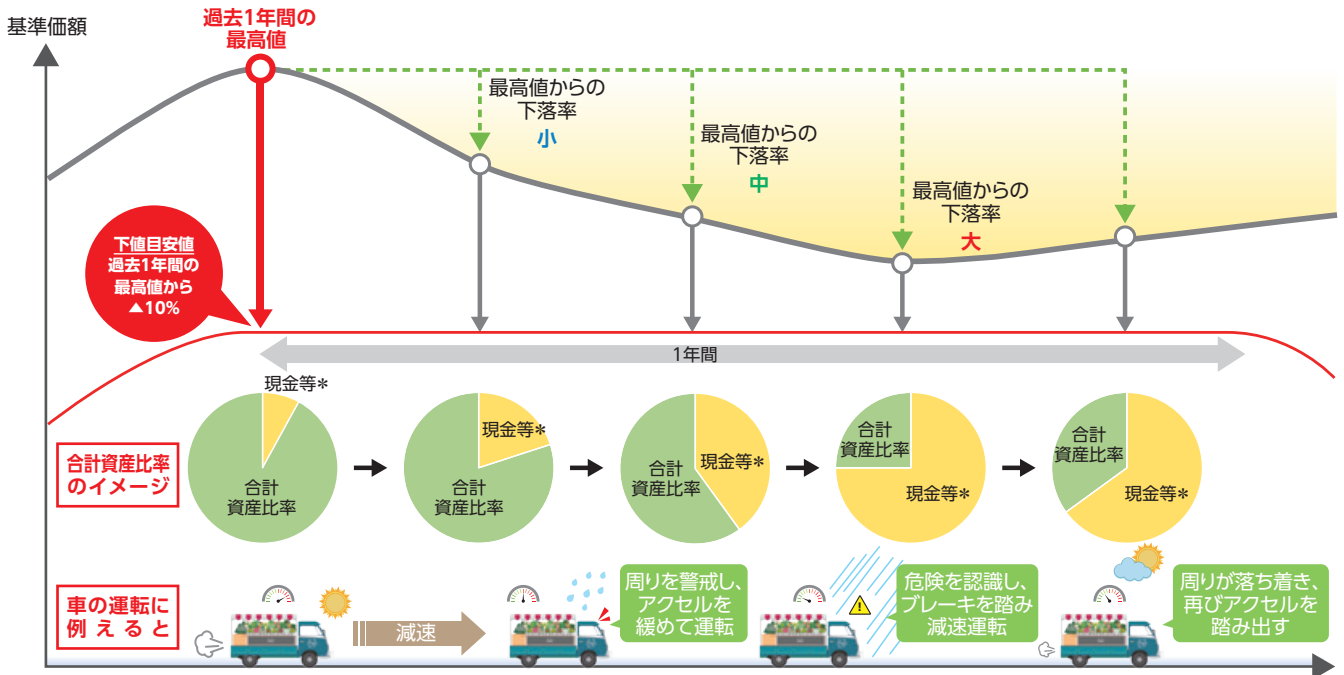 基準価額
過去1年間の
最高値
最高値からの
下落率
小
最高値からの
下落率
中
最高値からの
下落率
大
下値目安値
過去1年間の
最高値から
▲10%
1年間
合計資産比率
のイメージ
現金等*
合計
資産比率
現金等*
合計
資産比率
現金等*
合計
資産比率
合計
資産比率
現金等*
合計
資産比率
現金等*
車の運転に
例えると
減速
周りを警戒し、
アクセルを
緩めて運転
危険を認識し、
ブレーキを踏み
減速運転
周りが落ち着き、
再びアクセルを
踏み出す